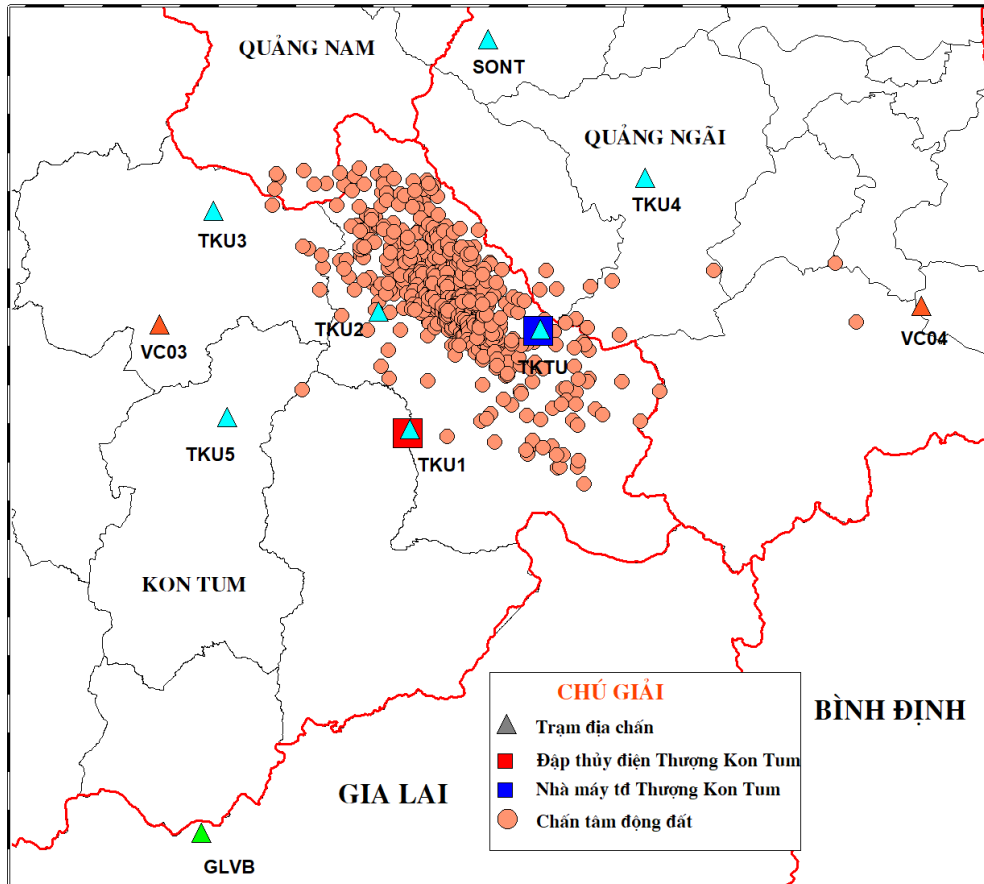 QUẢNG NAM
SONT
QUẢNG NGÃI
TKU4
TKU3
TKU2
VC03
TKTU
VC04
TKU5
TKU1
KON TUM
CHÚ GIẢI
Trạm địa chấn
Đập thủy điện Thượng Kon Tum
Nhà máy tđ Thượng Kon Tum
Chấn tâm động đất
BÌNH ĐỊNH
GIA LAI
GLVB